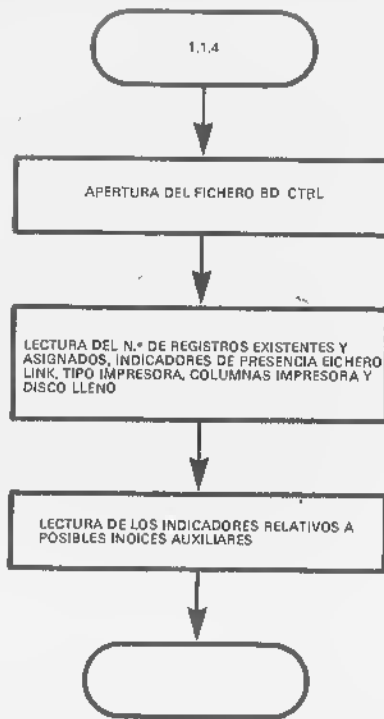 1,1,4
APERTURA DEL FICHERO BD CTRL
LECTURA DEL N.º DE REGISTROS EXISTENTES Y
ASIGNADOS, INDICADORES DE PRESENCIA EICHERO
LINK, TIPO IMPRESORA, COLUMNAS IMPRESORA Y
DISCO LLENO
LECTURA DE LOS INDICADORES RELATIVOS A
POSIBLES INOICES AUXILIARES